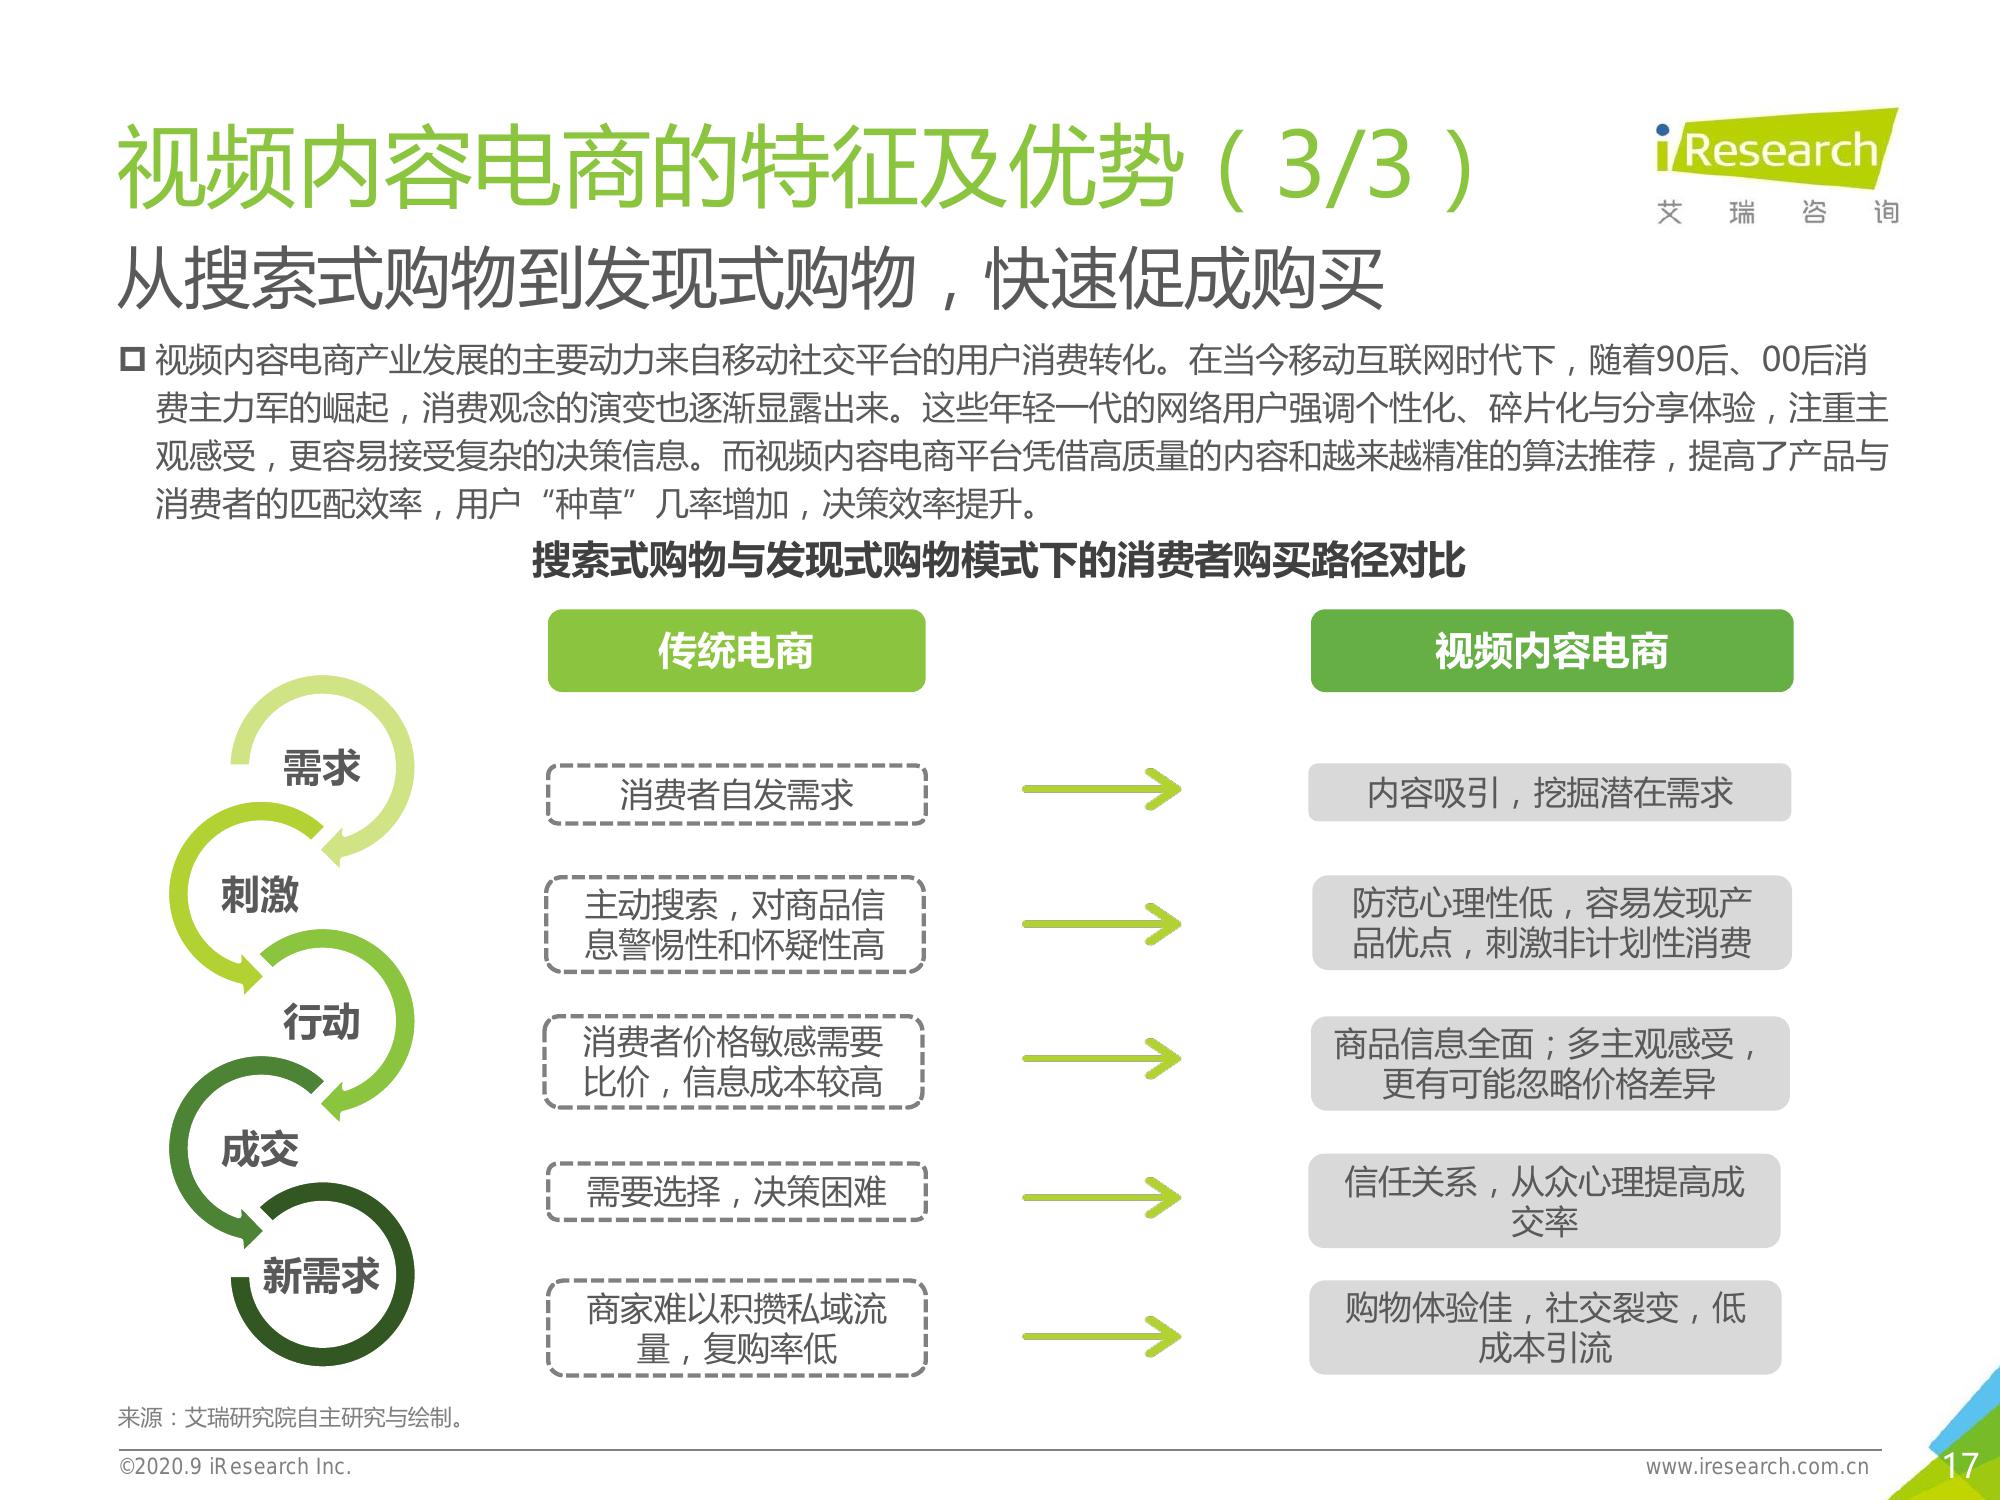 视频内容电商的特征及优势（3/3）
iResearch
艾瑞咨询
从搜索式购物到发现式购物，快速促成购买
视频内容电商产业发展的主要动力来自移动社交平台的用户消费转化。在当今移动互联网时代下，随着90后、00后消
费主力军的崛起，消费观念的演变也逐渐显露出来。这些年轻一代的网络用户强调个性化、碎片化与分享体验，注重主
观感受，更容易接受复杂的决策信息。而视频内容电商平台凭借高质量的内容和越来越精准的算法推荐，提高了产品与
消费者的匹配效率，用户“种草”几率增加，决策效率提升。
搜索式购物与发现式购物模式下的消费者购买路径对比
传统电商
视频内容电商
需求
消费者自发需求
内容吸引，挖掘潜在需求
刺激
主动搜索，对商品信
息警惕性和怀疑性高
防范心理性低，容易发现产
品优点，刺激非计划性消费
行动
消费者价格敏感需要
比价，信息成本较高
商品信息全面；多主观感受，
更有可能忽略价格差异
成交
需要选择，决策困难
信任关系，从众心理提高成
交率
新需求
商家难以积攒私域流
量，复购率低
购物体验佳，社交裂变，低
成本引流
来源：艾瑞研究院自主研究与绘制。
©2020.9 iResearch Inc.
www.iresearch.com.cn
17